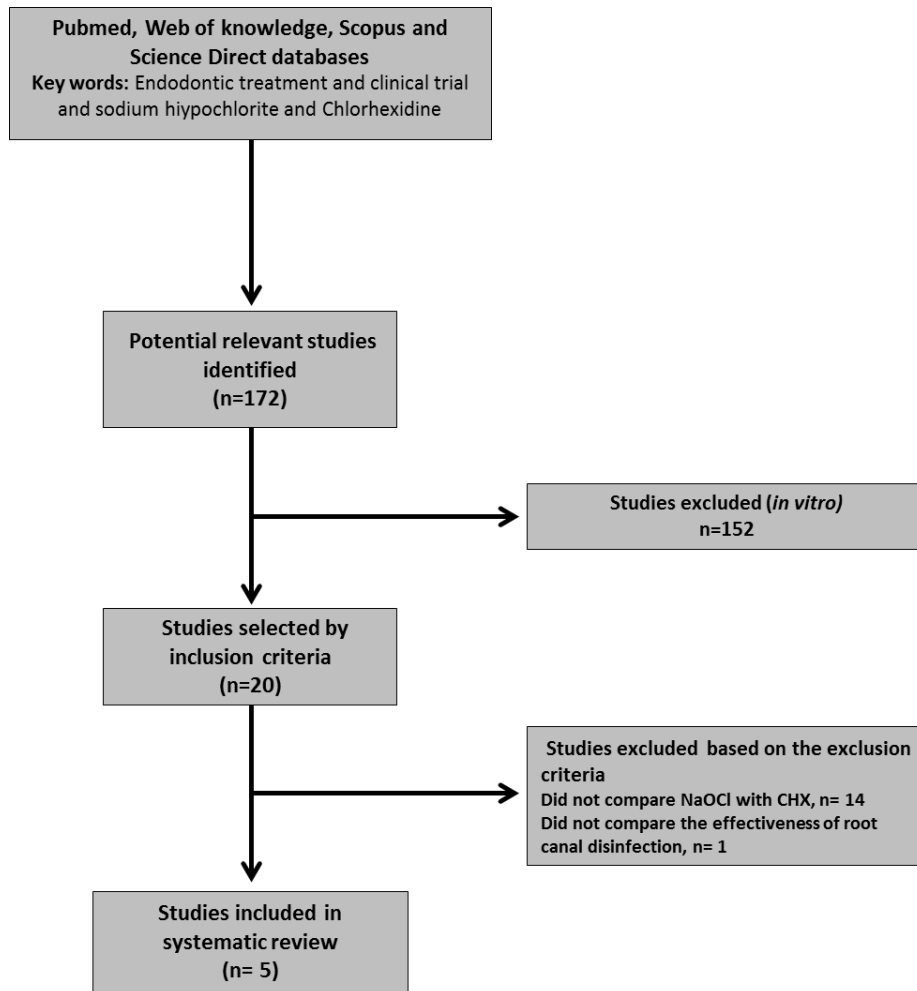 Pubmed, Web of knowledge, Scopus and
Science Direct databases
Key words: Endodontic treatment and clinical trial
and sodium hiypochlorite and Chlorhexidine
Potential relevant studies
identified
(n=172)
Studies excluded (in vitro)
n=152
Studies selected by
inclusion criteria
(n=20)
Studies excluded based on the exclusion
criteria
Did not compare NaOCl with CHX, n= 14
Did not compare the effectiveness of root
canal disinfection, n= 1
Studies included in
systematic review
(n= 5)